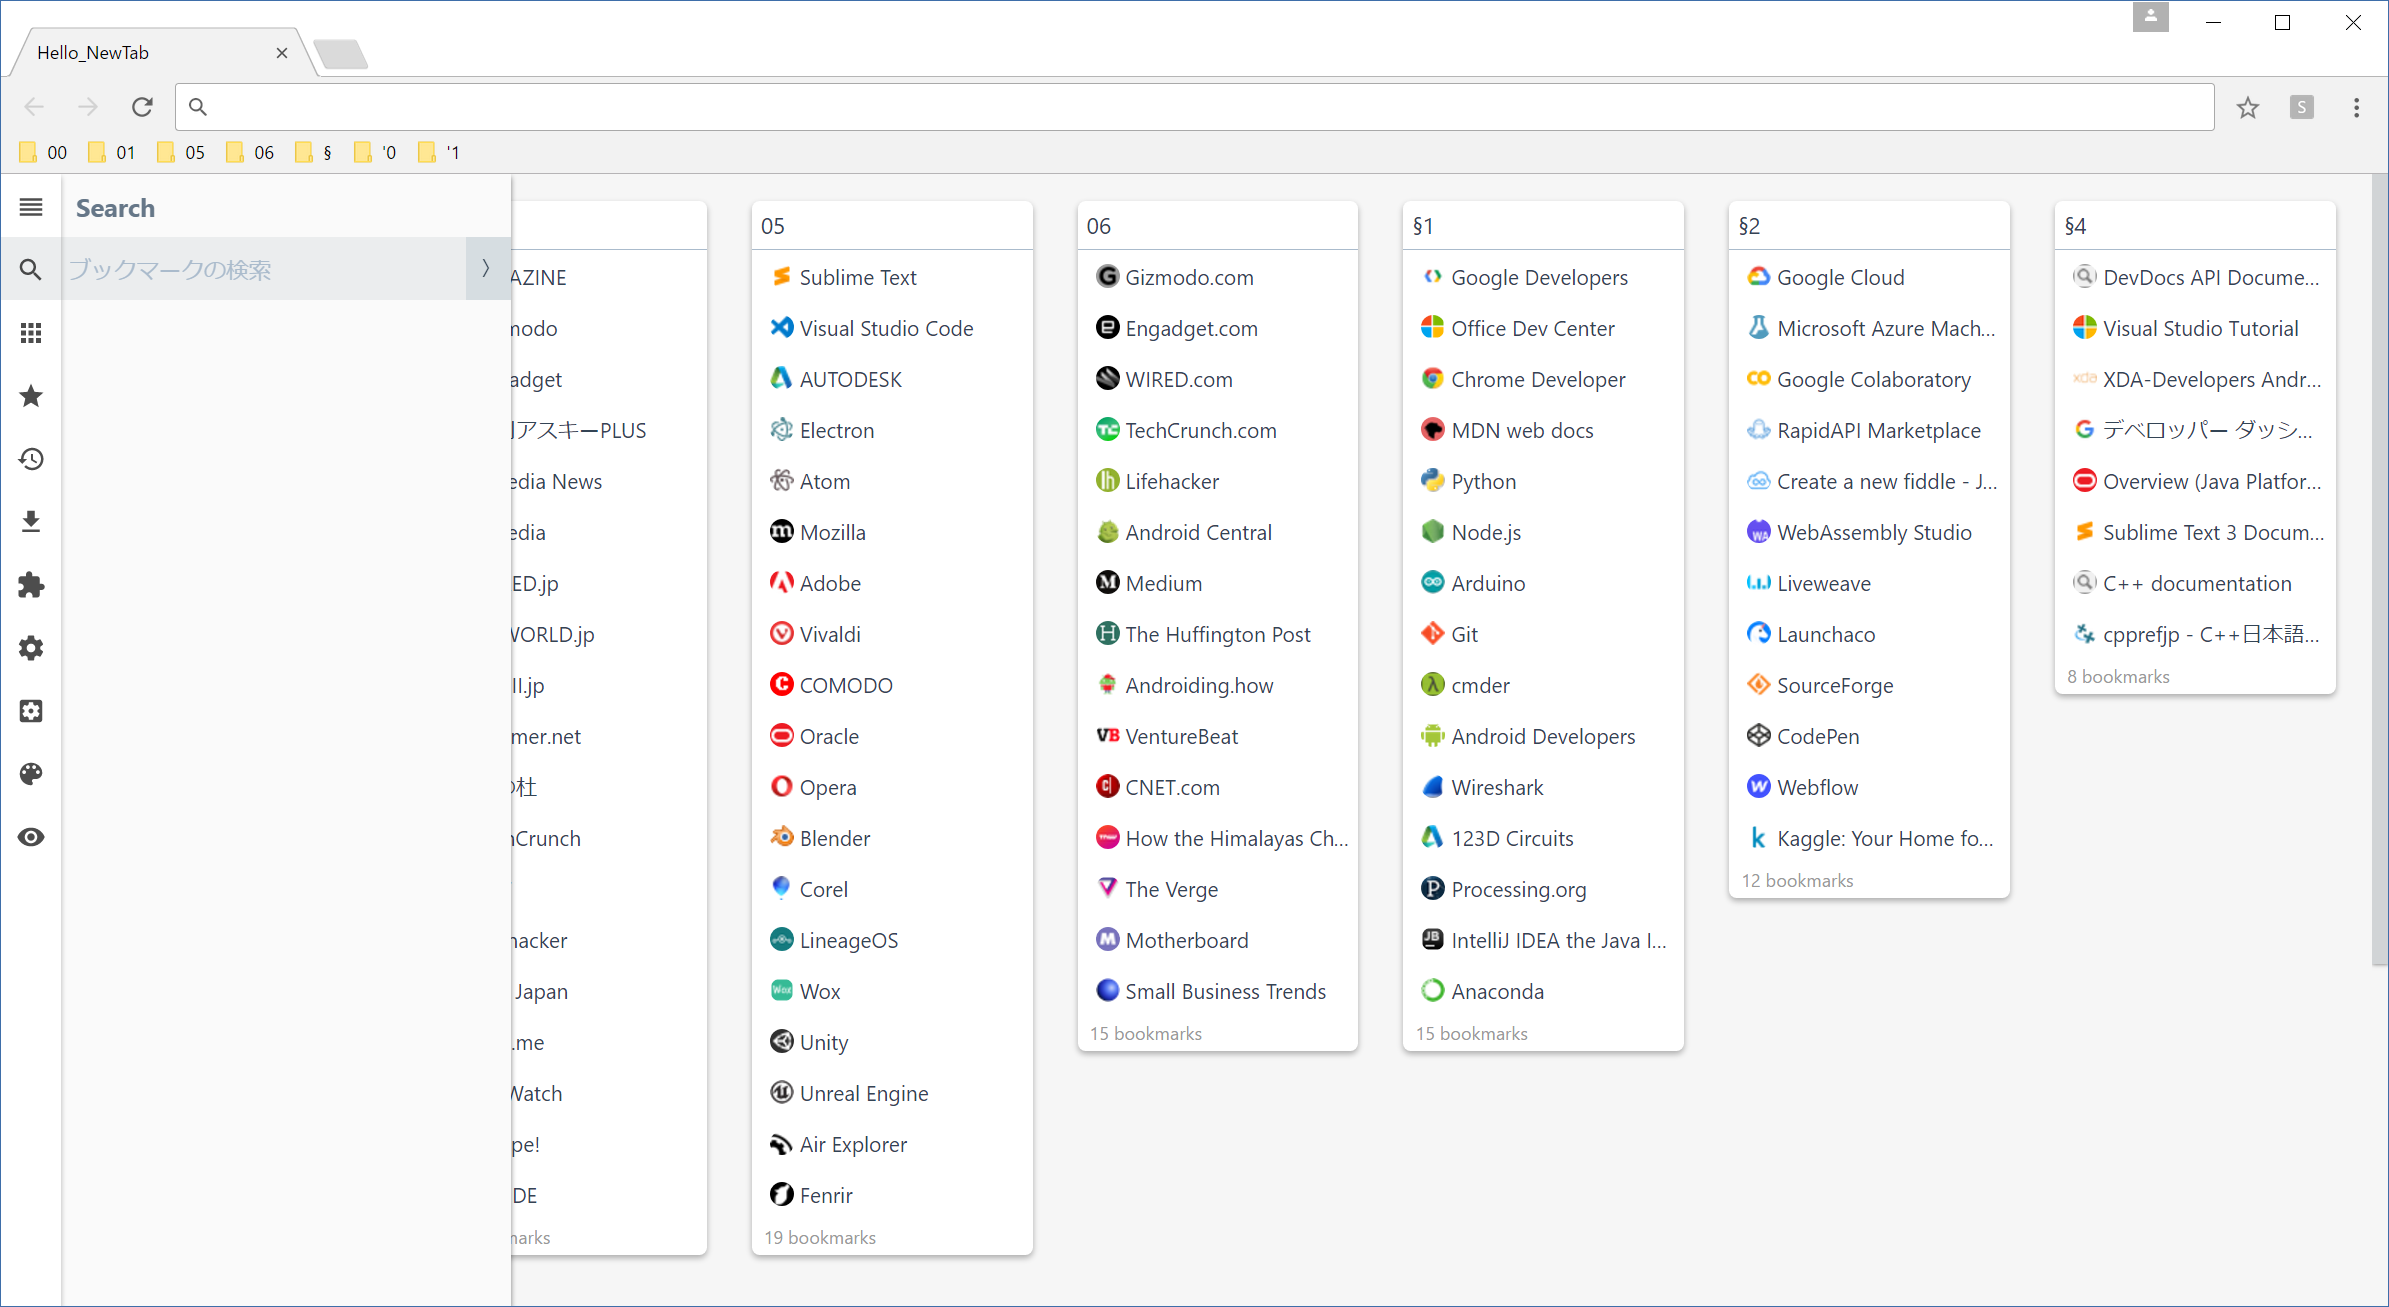 Hello_NewTab
S
00 01 05 06 § '0 '1
Search
ブックマークの検索
AZINE
adget
アスキーPLUS
edia News
edia
ED.jp
WORLD.jp
ll.jp
mer.net
杜
Crunch
acker
Japan
.me
Watch
pe!
DE
arks
05
Sublime Text
Visual Studio Code
AUTODESK
Electron
Atom
Mozilla
Adobe
Vivaldi
COMODO
Oracle
Opera
Blender
Corel
LineageOS
Wox
Unity
Unreal Engine
Air Explorer
Fenrir
19 bookmarks
06
Gizmodo.com
Engadget.com
WIRED.com
TechCrunch.com
Lifehacker
Android Central
Medium
The Huffington Post
Androiding.how
VentureBeat
CNET.com
How the Himalayas Ch...
The Verge
Motherboard
Small Business Trends
15 bookmarks
§1
Google Developers
Office Dev Center
Chrome Developer
MDN web docs
Python
Node.js
Arduino
Git
cmder
Android Developers
Wireshark
123D Circuits
Processing.org
IntelliJ IDEA the Java I...
Anaconda
15 bookmarks
§2
Google Cloud
Microsoft Azure Mach...
Google Colaboratory
RapidAPI Marketplace
Create a new fiddle - J...
WebAssembly Studio
Liveweave
Launchaco
SourceForge
CodePen
Webflow
Kaggle: Your Home fo...
12 bookmarks
§4
DevDocs API Docume...
Visual Studio Tutorial
XDA-Developers Andr...
デベロッパー ダッシ...
Overview (Java Platfor...
Sublime Text 3 Docum...
C++ documentation
cpprefjp - C++日本語...
8 bookmarks